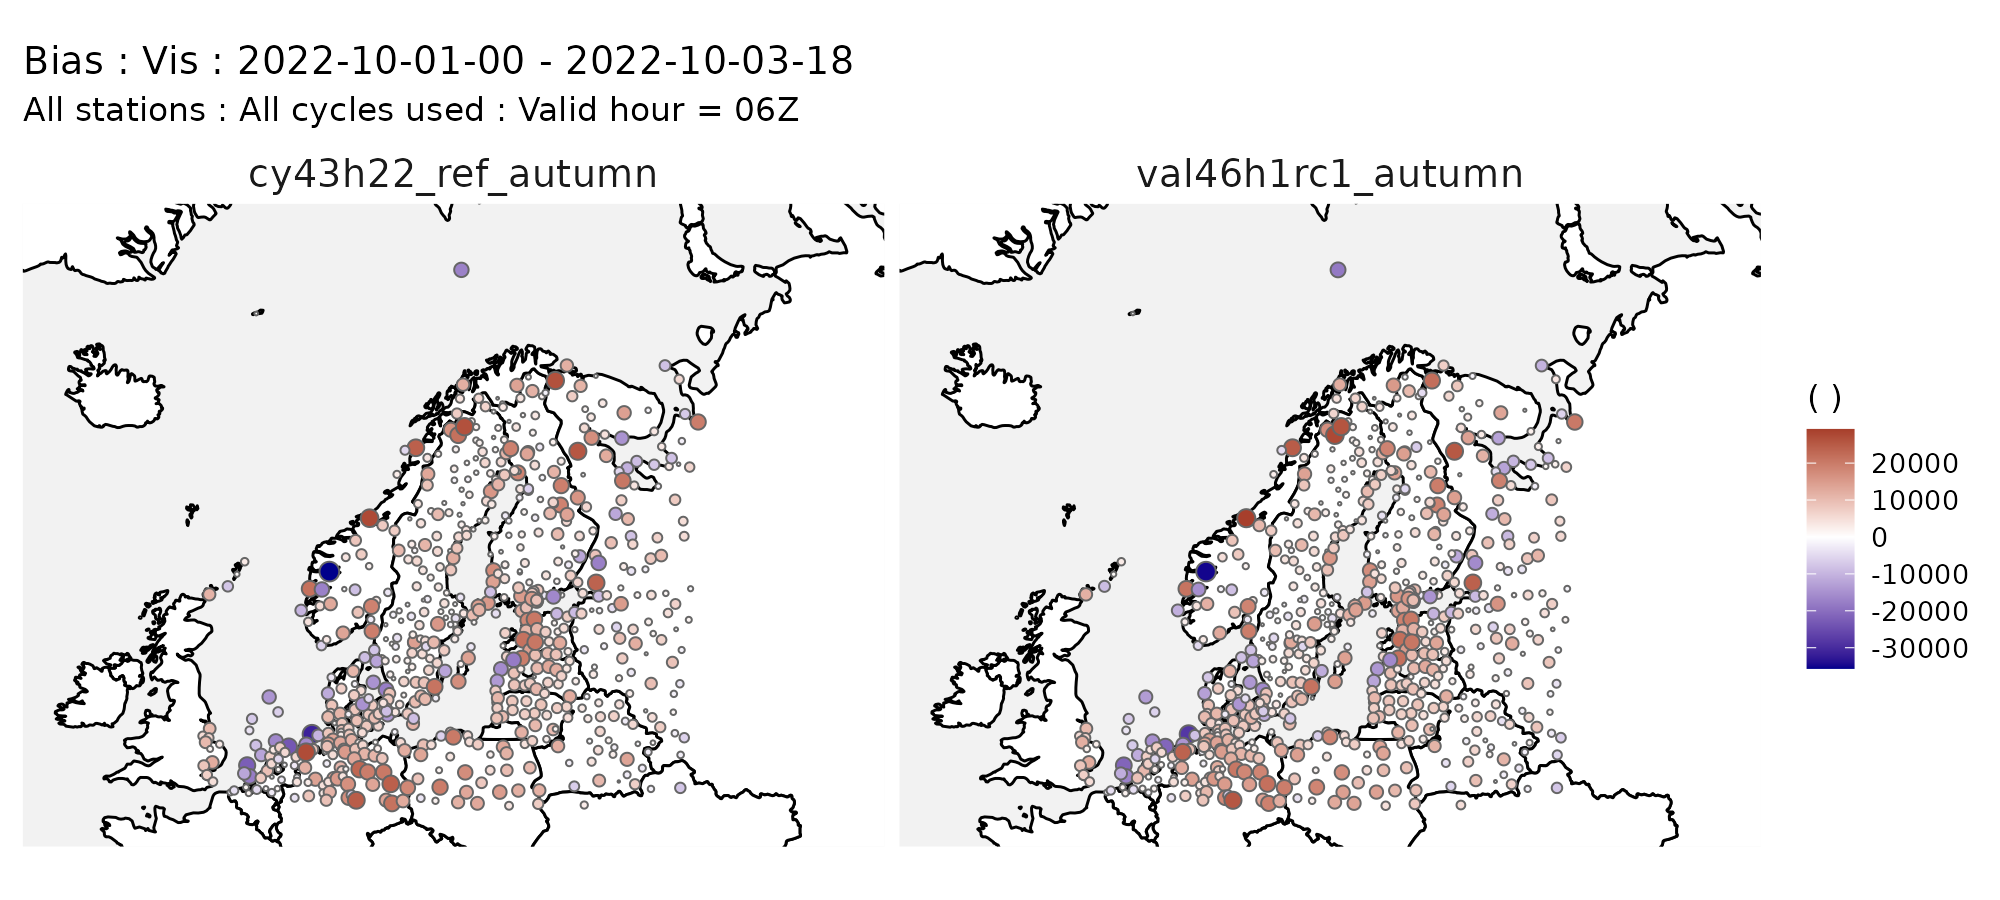 Bias : Vis : 2022-10-01-00 - 2022-10-03-18
All stations : All cycles used : Valid hour = 06Z
cy43h22_ref_autumn
val46h1rc1_autumn
( )
20000
10000
0
-10000
-20000
-30000